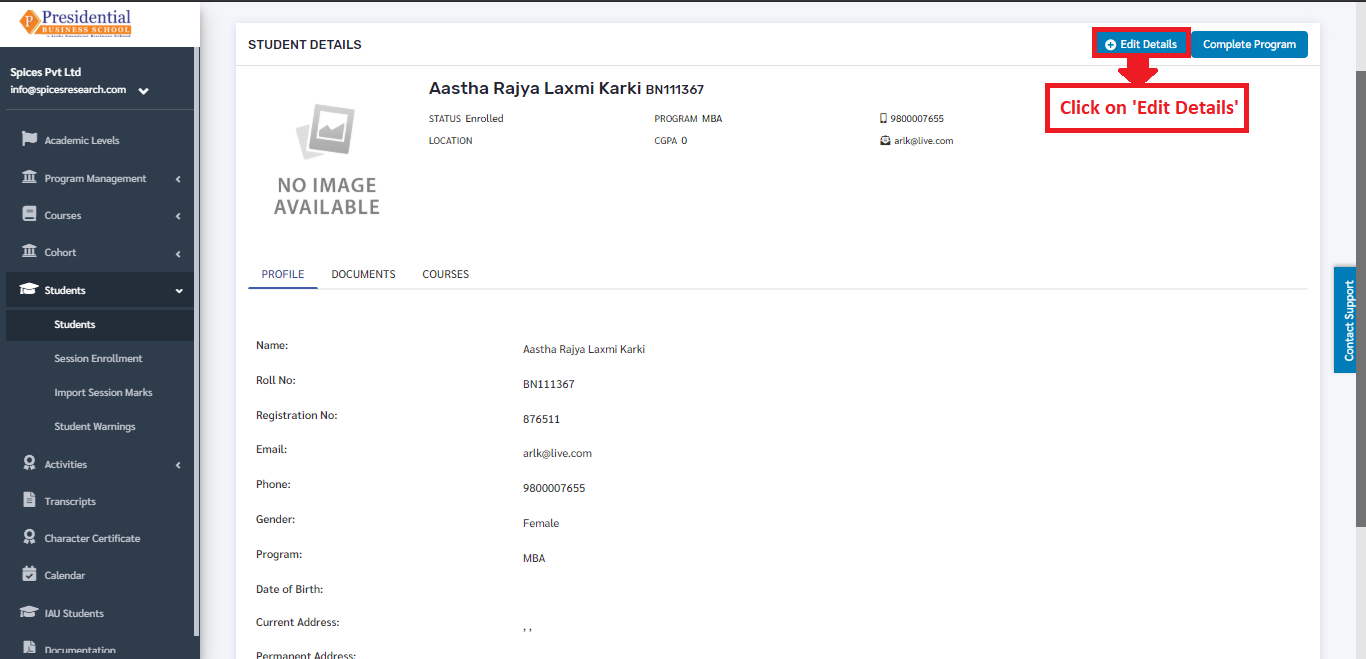 Presidential
BUSINESS SCHOOL
Spices Pvt Ltd
info@spicesresearch.com
Academic Levels
Program Management
Courses
Cohort
Students
Students
Session Enrollment
Import Session Marks
Student Warnings
Activities
Transcripts
Character Certificate
Calendar
IAU Students
Documentation
STUDENT DETAILS
Edit Details
Complete Program
Click on 'Edit Details'
NO IMAGE
AVAILABLE
Aastha Rajya Laxmi Karki BN111367
STATUS Enrolled PROGRAM MBA 9800007655
LOCATION CGPA 0 arlk@live.com
PROFILE DOCUMENTS COURSES
Name: Aastha Rajya Laxmi Karki
Roll No: BN111367
Registration No: 876511
Email: arlk@live.com
Phone: 9800007655
Gender: Female
Program: MBA
Date of Birth:
Current Address: , ,
Permanent Address:
Contact Support